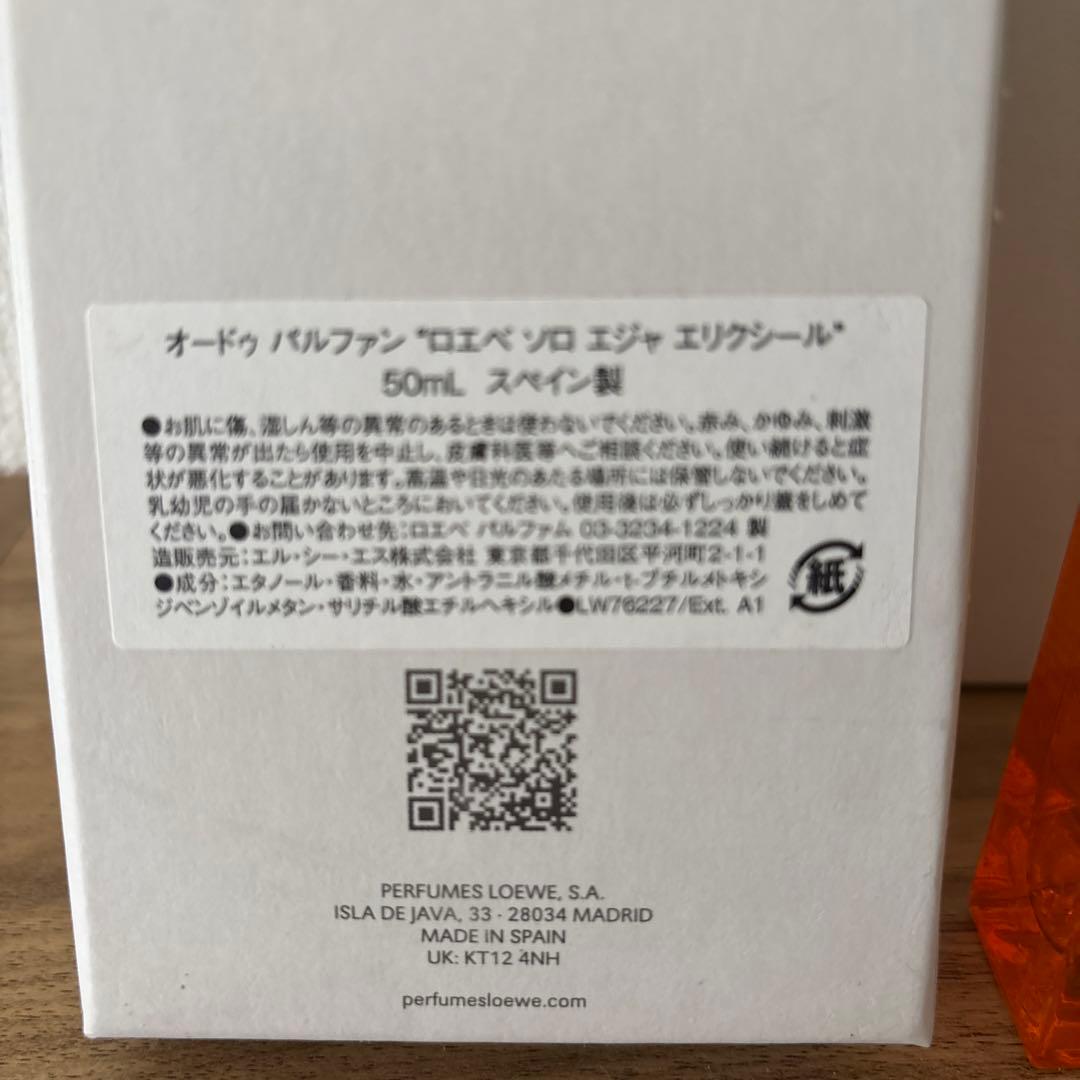 オードゥ パルファン "ロエベ ソロ エジャ エリクシール"
50mL スペイン製
●お肌に傷、湿しん等の異常のあるときは使わないでください。赤み、かゆみ、刺激
等の異常が出たら使用を中止し、皮膚科医等へご相談ください。使い続けると症
状が悪化することがあります。高温や日光のあたる場所には保管しないでください。
乳幼児の手の届かないところにおいてください。使用後は必ずしっかり蓋をしめて
ください。●お問い合わせ先：ロエベ パルファム 03-3234-1224 製
造販売元：エル・シー・エス株式会社 東京都千代田区平河町2-1-1
●成分：エタノール・香料・水・アントラニル酸メチル・t-ブチルメトキシ
ジベンゾイルメタン・サリチル酸エチルヘキシル●LW76227/Ext. A1
紙
PERFUMES LOEWE, S.A.
ISLA DE JAVA, 33 - 28034 MADRID
MADE IN SPAIN
UK: KT12 4NH
perfumesloewe.com